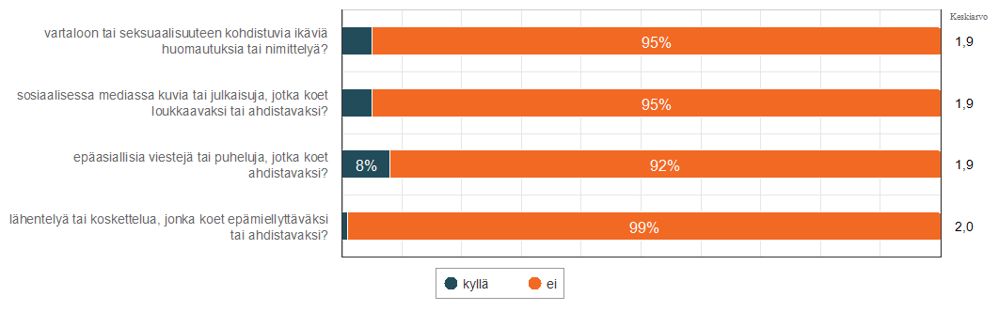 Keskiarvo
vartaloon tai seksuaalisuuteen kohdistuvia ikäviä
huomautuksia tai nimittelyä?
95%
1,9
sosiaalisessa mediassa kuvia tai julkaisuja, jotka koet
loukkaavaksi tai ahdistavaksi?
95%
1,9
epäasiallisia viestejä tai puheluja, jotka koet
ahdistavaksi?
8%
92%
1,9
lähentelyä tai koskettelua, jonka koet epämiellyttäväksi
tai ahdistavaksi?
99%
2,0
kyllä
ei